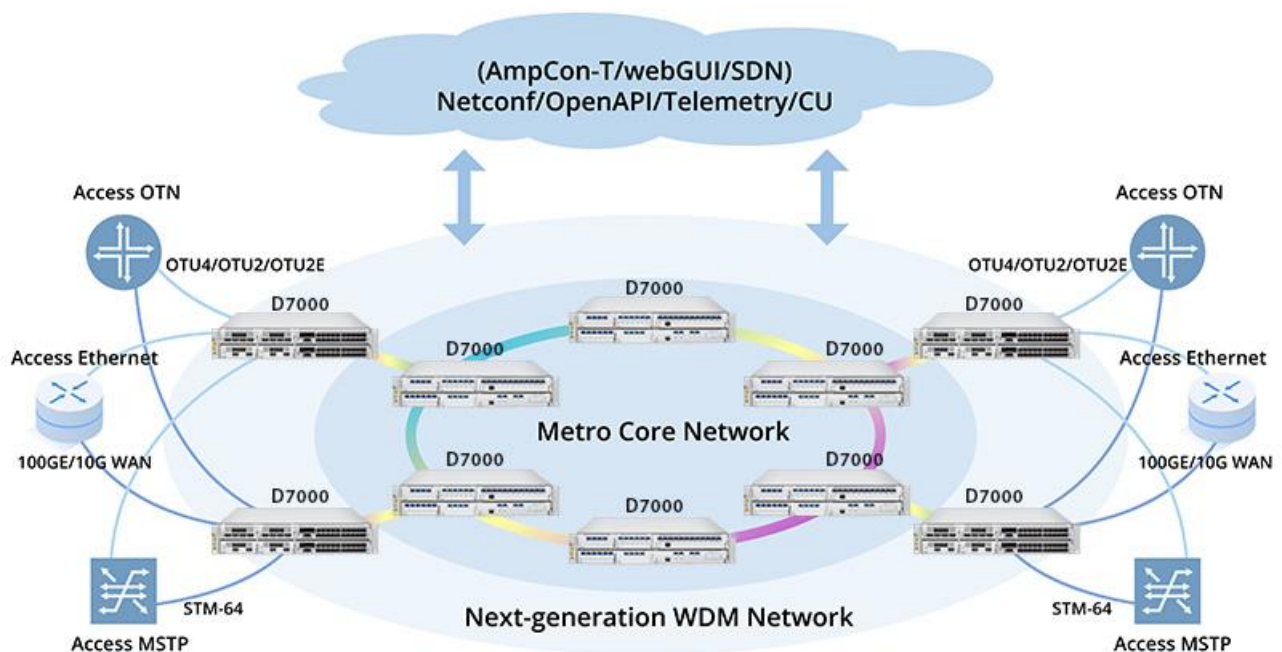 (AmpCon-T/webGUI/SDN)
Netconf/OpenAPI/Telemetry/CU
Access OTN
Access OTN
OTU4/OTU2/OTU2E
OTU4/OTU2/OTU2E
D7000
D7000
D7000
D7000
D7000
Access Ethernet
Access Ethernet
Metro Core Network
100GE/10G WAN
100GE/10G WAN
D7000
D7000
D7000
D7000
D7000
STM-64
STM-64
Next-generation WDM Network
Access MSTP
Access MSTP